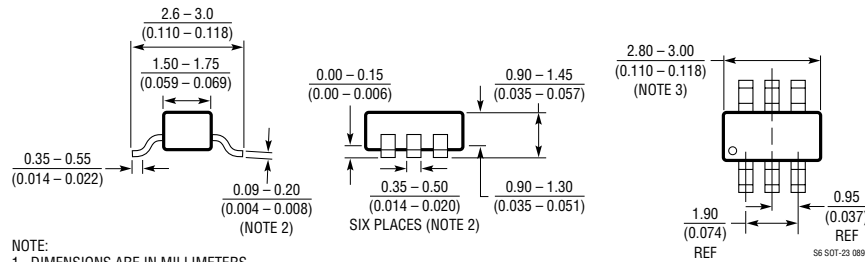 2.6 – 3.0
(0.110 – 0.118)
1.50 – 1.75
(0.059 – 0.069)
0.35 – 0.55
(0.014 – 0.022)
0.09 – 0.20
(0.004 – 0.008)
(NOTE 2)
0.00 – 0.15
(0.00 – 0.006)
0.90 – 1.45
(0.035 – 0.057)
0.35 – 0.50
(0.014 – 0.020)
SIX PLACES (NOTE 2)
0.90 – 1.30
(0.035 – 0.051)
2.80 – 3.00
(0.110 – 0.118)
(NOTE 3)
1.90
(0.074)
REF
0.95
(0.037)
REF
S6 SOT-23 089
NOTE:
1. DIMENSIONS ARE IN MILLIMETERS